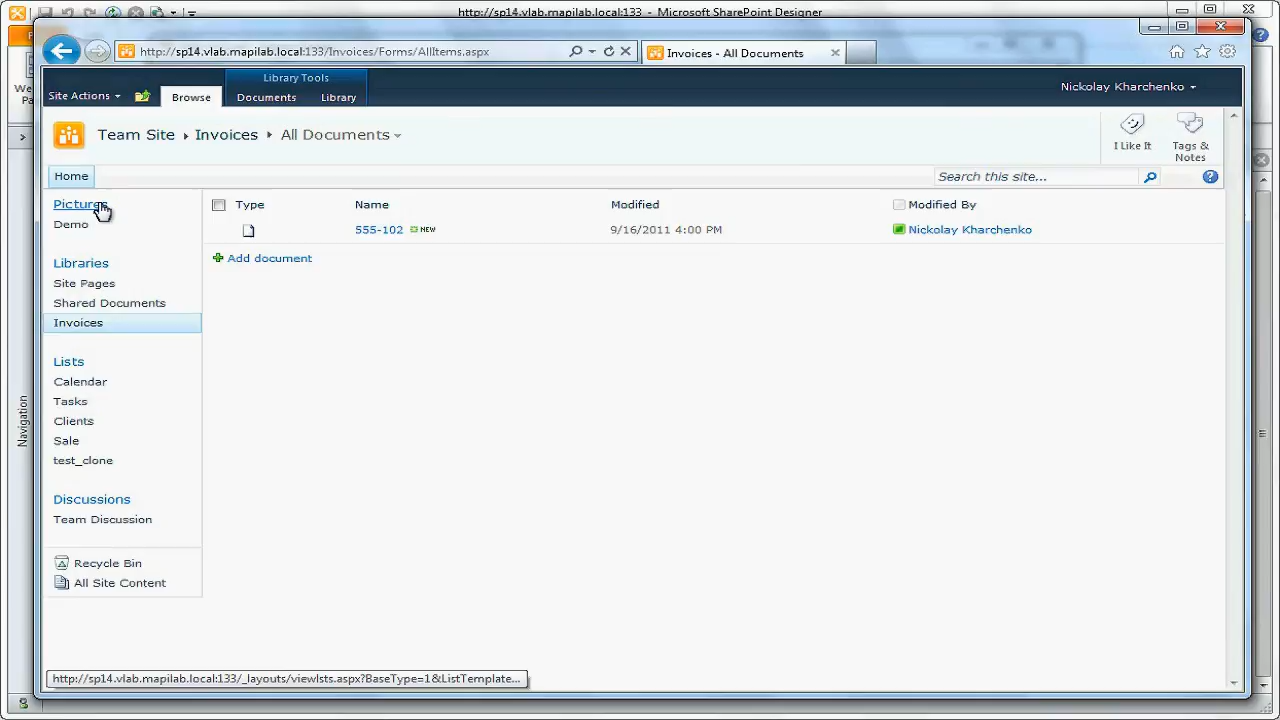 http://sp14.vlab.mapilab.local:133 - Microsoft SharePoint Designer
http://sp14.vlab.mapilab.local:133/Invoices/Forms/AllItems.aspx
Invoices - All Documents
Library Tools
Site Actions
Browse
Documents
Library
Nickolay Kharchenko
Team Site
Invoices
All Documents
I Like It
Tags &
Notes
Home
Search this site...
Pictures
Demo
Libraries
Site Pages
Shared Documents
Invoices
Lists
Calendar
Tasks
Clients
Sale
test_clone
Discussions
Team Discussion
Recycle Bin
All Site Content
Type Name Modified Modified By
555-102 NEW 9/16/2011 4:00 PM Nickolay Kharchenko
Add document
Navigation
http://sp14.vlab.mapilab.local:133/_layouts/viewlsts.aspx?BaseType=1&ListTemplate...